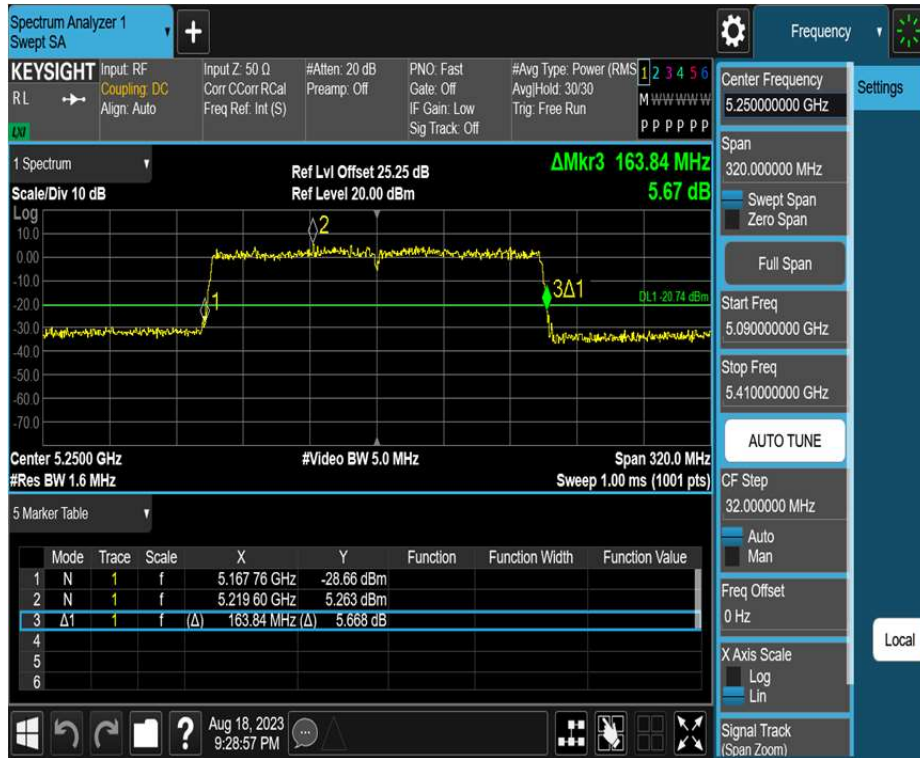 Spectrum Analyzer 1
Swept SA
Frequency
KEYSIGHT
RL
LXI
Input: RF
Coupling: DC
Align: Auto
Input Z: 50 Ω
Corr CCorr RCal
Freq Ref: Int (S)
#Atten: 20 dB
Preamp: Off
PNO: Fast
Gate: Off
IF Gain: Low
Sig Track: Off
#Avg Type: Power (RMS
Avg|Hold: 30/30
Trig: Free Run
1 2 3 4 5 6
M W W W W W
P P P P P P
1 Spectrum
Scale/Div 10 dB
Ref Lvl Offset 25.25 dB
Ref Level 20.00 dBm
ΔMkr3 163.84 MHz
5.67 dB
Log
10.0
0.00
-10.0
-20.0
-30.0
-40.0
-50.0
-60.0
-70.0
2
1
3Δ1
DL1 -20.74 dBm
Center 5.2500 GHz
#Video BW 5.0 MHz
Span 320.0 MHz
#Res BW 1.6 MHz
Sweep 1.00 ms (1001 pts)
5 Marker Table
Mode Trace Scale X Y Function Function Width Function Value
1 N 1 f 5.167 76 GHz -28.66 dBm
2 N 1 f 5.219 60 GHz 5.263 dBm
3 Δ1 1 f (Δ) 163.84 MHz (Δ) 5.668 dB
4
5
6
?
Aug 18, 2023
9:28:57 PM
Center Frequency
5.250000000 GHz
Span
320.000000 MHz
Swept Span
Zero Span
Full Span
Start Freq
5.090000000 GHz
Stop Freq
5.410000000 GHz
AUTO TUNE
CF Step
32.000000 MHz
Auto
Man
Freq Offset
0 Hz
X Axis Scale
Log
Lin
Signal Track
(Span Zoom)
Settings
Local